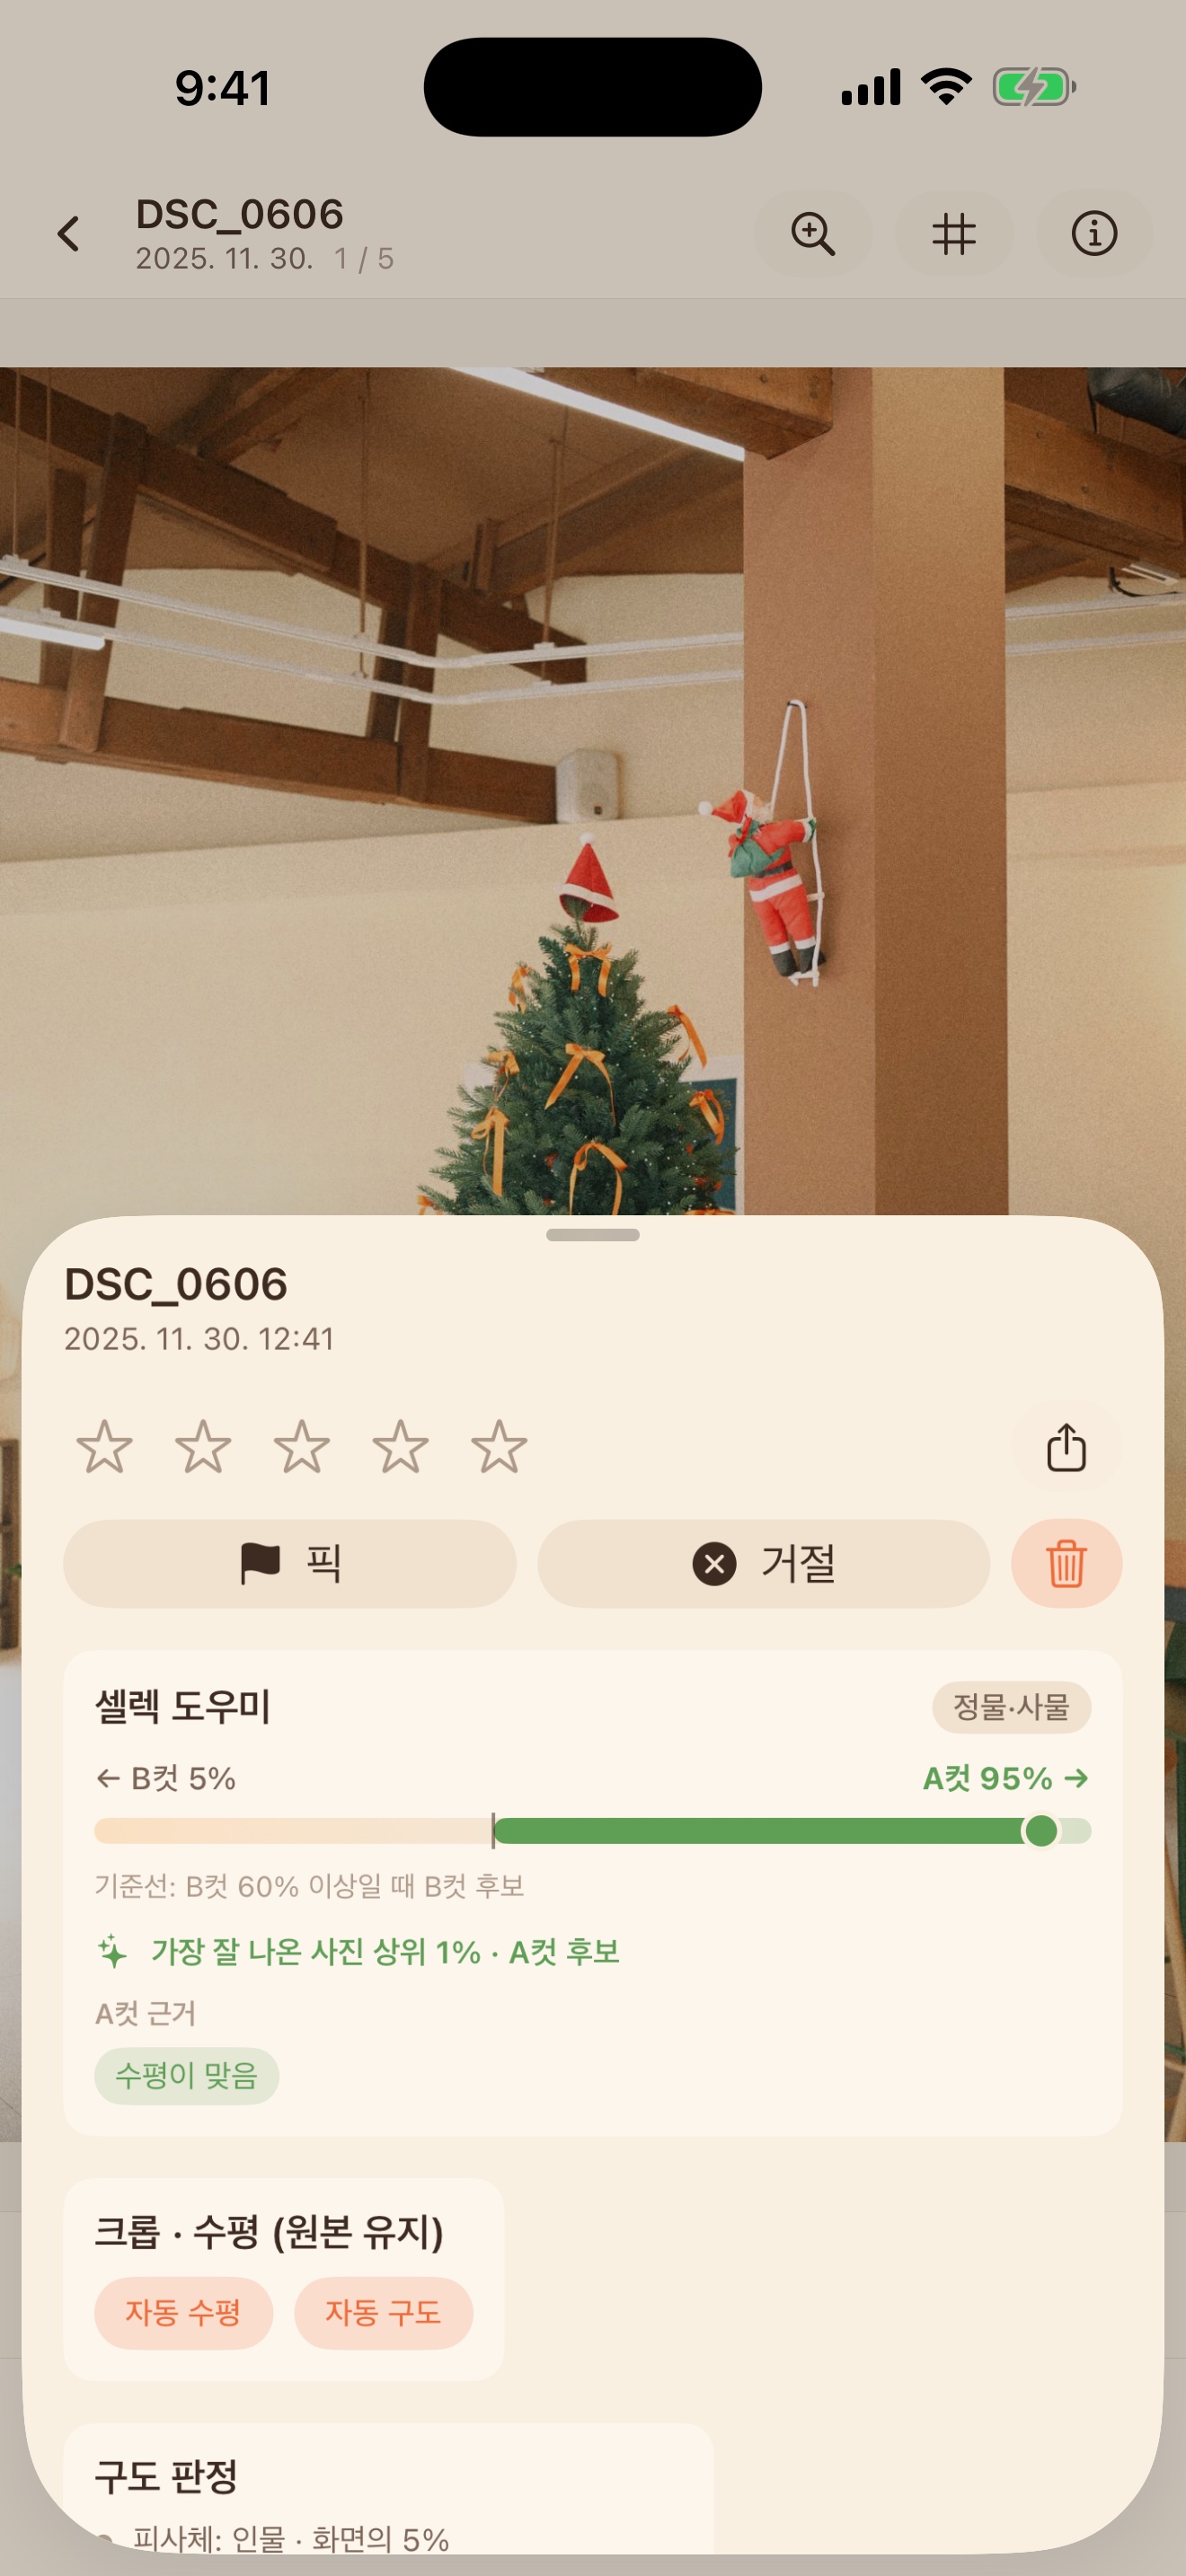 9:41
DSC_0606
2025. 11. 30. 1 / 5
DSC_0606
2025. 11. 30. 12:41
픽
거절
셀렉 도우미
정물·사물
← B컷 5%
A컷 95% →
기준선: B컷 60% 이상일 때 B컷 후보
가장 잘 나온 사진 상위 1% · A컷 후보
A컷 근거
수평이 맞음
크롭 · 수평 (원본 유지)
자동 수평
자동 구도
구도 판정
피사체: 인물 · 화면의 5%